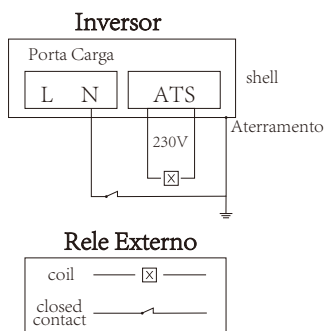 Inversor
Porta Carga
shell
L N
ATS
Aterramento
230V
Rele Externo
coil
closed
contact